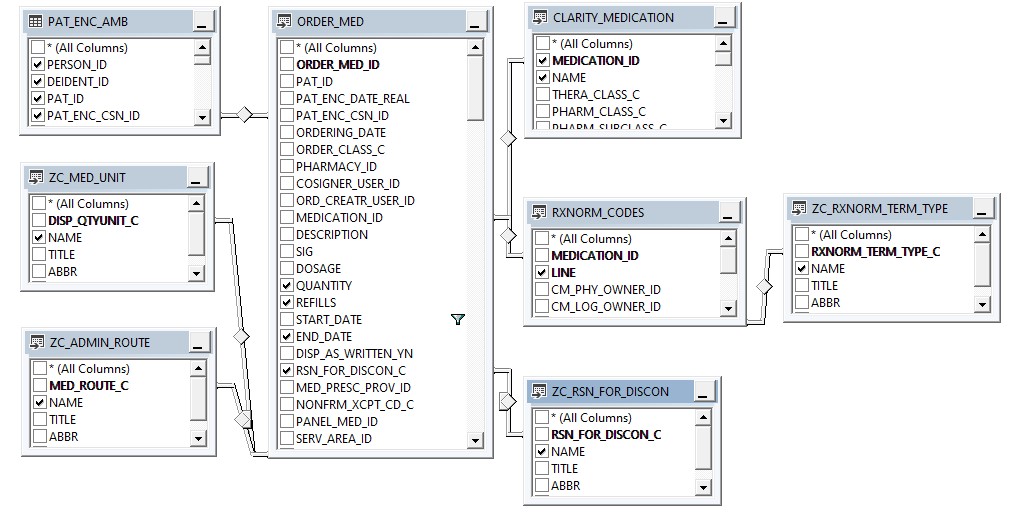 PAT_ENC_AMB
* (All Columns)
PERSON_ID
DEIDENT_ID
PAT_ID
PAT_ENC_CSN_ID
ZC_MED_UNIT
* (All Columns)
DISP_QTYUNIT_C
NAME
TITLE
ABBR
ZC_ADMIN_ROUTE
* (All Columns)
MED_ROUTE_C
NAME
TITLE
ABBR
ORDER_MED
* (All Columns)
ORDER_MED_ID
PAT_ID
PAT_ENC_DATE_REAL
PAT_ENC_CSN_ID
ORDERING_DATE
ORDER_CLASS_C
PHARMACY_ID
COSIGNER_USER_ID
ORD_CREATR_USER_ID
MEDICATION_ID
DESCRIPTION
SIG
DOSAGE
QUANTITY
REFILLS
START_DATE
END_DATE
DISP_AS_WRITTEN_YN
RSN_FOR_DISCON_C
MED_PRESC_PROV_ID
NONFRM_XCPT_CD_C
PANEL_MED_ID
SERV_AREA_ID
CLARITY_MEDICATION
* (All Columns)
MEDICATION_ID
NAME
THERA_CLASS_C
PHARM_CLASS_C
PHARM_SUBCLASS_C
RXNORM_CODES
* (All Columns)
MEDICATION_ID
LINE
CM_PHY_OWNER_ID
CM_LOG_OWNER_ID
ZC_RXNORM_TERM_TYPE
* (All Columns)
RXNORM_TERM_TYPE_C
NAME
TITLE
ABBR
ZC_RSN_FOR_DISCON
* (All Columns)
RSN_FOR_DISCON_C
NAME
TITLE
ABBR